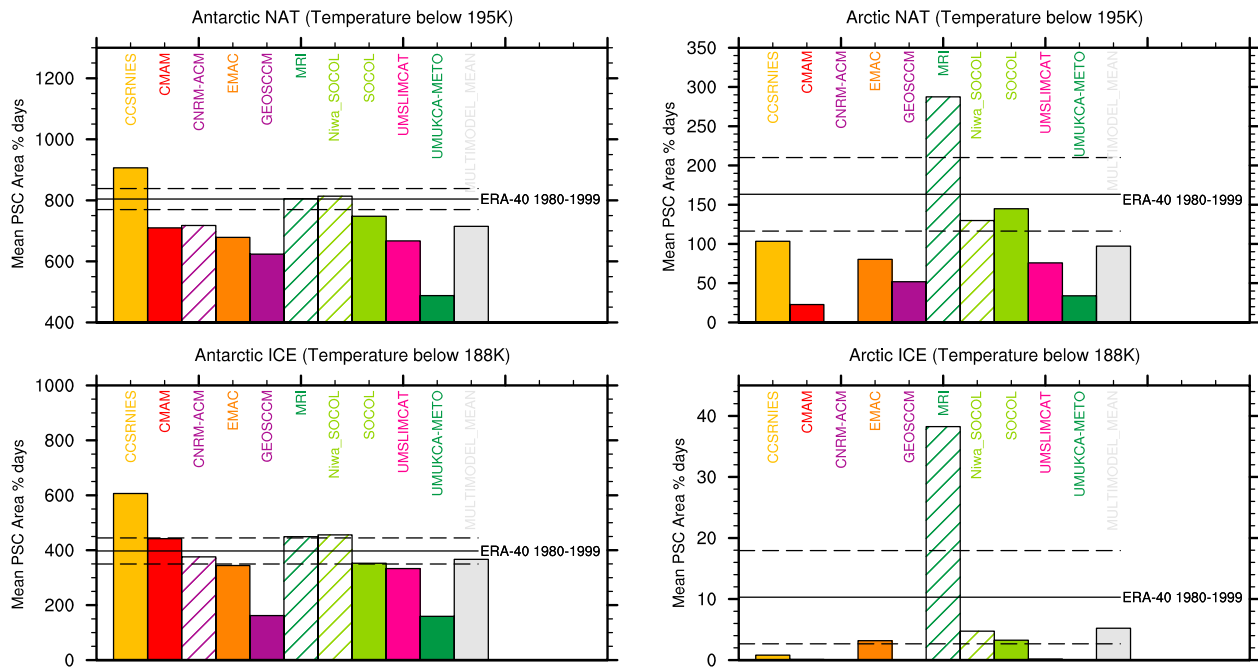 Antarctic NAT (Temperature below 195K)
Mean PSC Area % days
1200
1000
800
600
400
CCSRNIES
CMAM
CNRM-ACM
EMAC
GEOSCCM
MRI
Niwa_SOCOL
SOCOL
UMSLIMCAT
UMUKCA-METO
MULTIMODEL_MEAN
ERA-40 1980-1999
Arctic NAT (Temperature below 195K)
Mean PSC Area % days
350
300
250
200
150
100
50
0
CCSRNIES
CMAM
CNRM-ACM
EMAC
GEOSCCM
MRI
Niwa_SOCOL
SOCOL
UMSLIMCAT
UMUKCA-METO
MULTIMODEL_MEAN
ERA-40 1980-1999
Antarctic ICE (Temperature below 188K)
Mean PSC Area % days
1000
800
600
400
200
0
CCSRNIES
CMAM
CNRM-ACM
EMAC
GEOSCCM
MRI
Niwa_SOCOL
SOCOL
UMSLIMCAT
UMUKCA-METO
MULTIMODEL_MEAN
ERA-40 1980-1999
Arctic ICE (Temperature below 188K)
Mean PSC Area % days
40
30
20
10
0
CCSRNIES
CMAM
CNRM-ACM
EMAC
GEOSCCM
MRI
Niwa_SOCOL
SOCOL
UMSLIMCAT
UMUKCA-METO
MULTIMODEL_MEAN
ERA-40 1980-1999